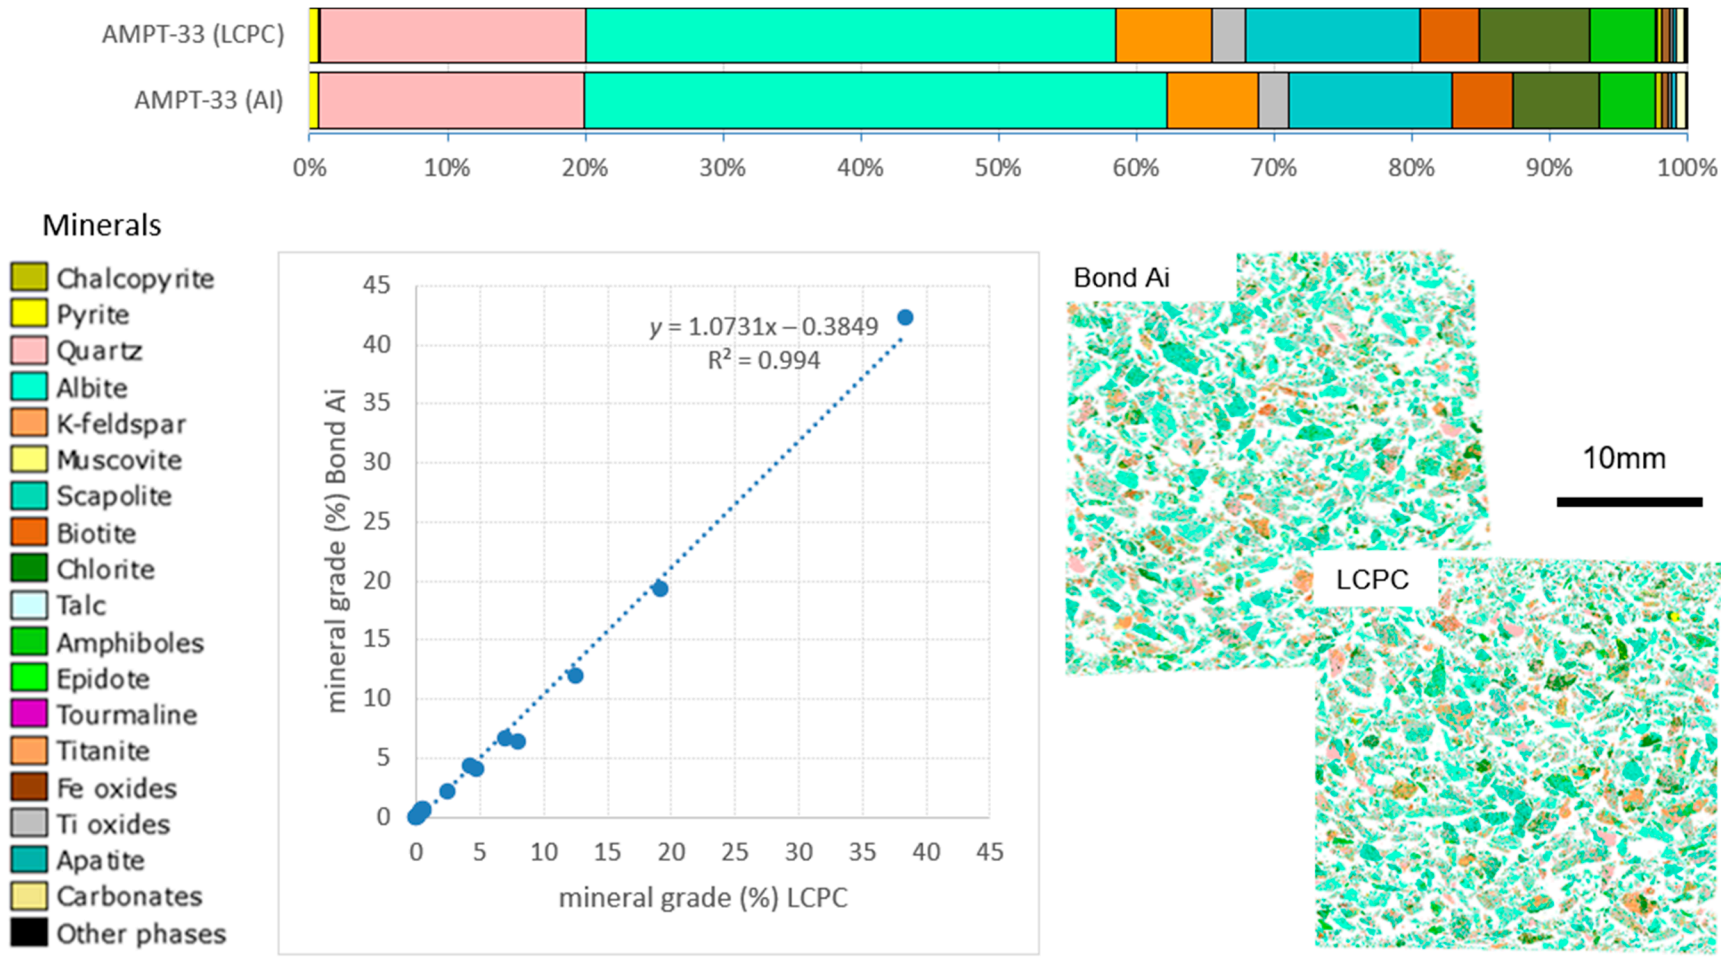 AMPT-33 (LCPC)
AMPT-33 (AI)
0% 10% 20% 30% 40% 50% 60% 70% 80% 90% 100%
Minerals
Chalcopyrite
Pyrite
Quartz
Albite
K-feldspar
Muscovite
Scapolite
Biotite
Chlorite
Talc
Amphiboles
Epidote
Tourmaline
Titanite
Fe oxides
Ti oxides
Apatite
Carbonates
Other phases
mineral grade (%) Bond Ai
45
40
35
30
25
20
15
10
5
0
y = 1.0731x – 0.3849
R² = 0.994
0 5 10 15 20 25 30 35 40 45
mineral grade (%) LCPC
Bond Ai
10mm
LCPC